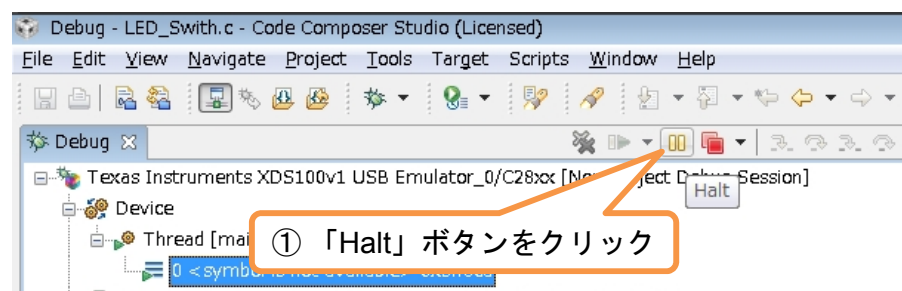 Debug - LED_Swith.c - Code Composer Studio (Licensed)
File Edit View Navigate Project Tools Target Scripts Window Help
Debug
Texas Instruments XDS100v1 USB Emulator_0/C28xx Debug Session]
Halt
Device
Thread
① 「Halt」ボタンをクリック
0